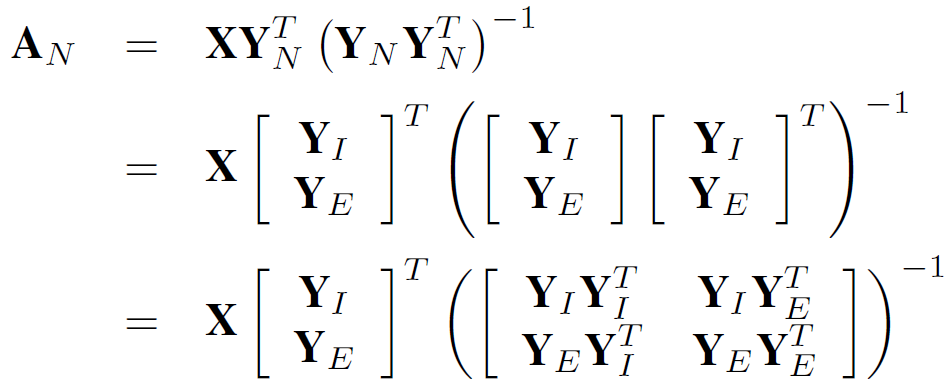 A_N = XY_N^T (Y_N Y_N^T)^{-1}
= X [ Y_I ; Y_E ]^T ( [ Y_I ; Y_E ] [ Y_I ; Y_E ]^T )^{-1}
= X [ Y_I ; Y_E ]^T ( [ Y_I Y_I^T  Y_I Y_E^T ; Y_E Y_I^T  Y_E Y_E^T ] )^{-1}